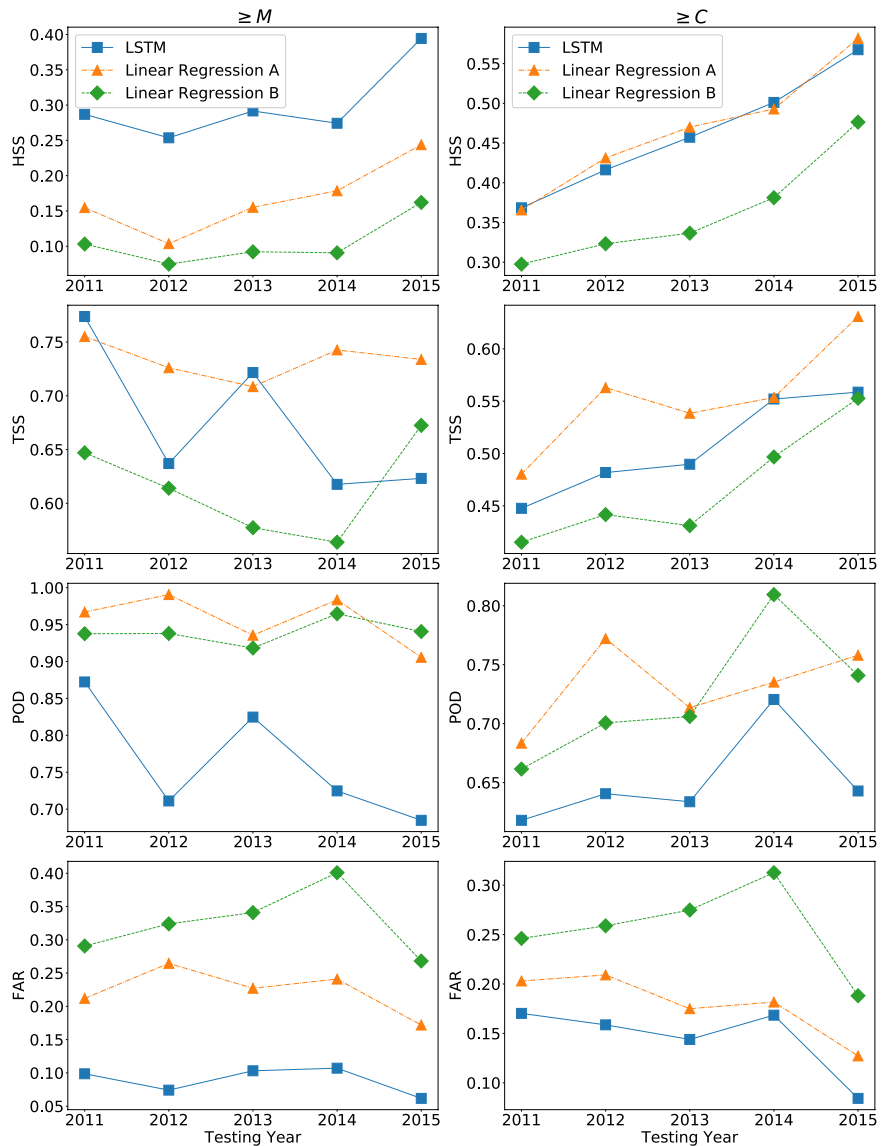 ≥ M
0.40
0.35
0.30
0.25
0.20
0.15
0.10
HSS
LSTM
Linear Regression A
Linear Regression B
2011 2012 2013 2014 2015
≥ C
0.55
0.50
0.45
0.40
0.35
0.30
HSS
LSTM
Linear Regression A
Linear Regression B
2011 2012 2013 2014 2015
0.75
0.70
0.65
0.60
TSS
2011 2012 2013 2014 2015
0.60
0.55
0.50
0.45
TSS
2011 2012 2013 2014 2015
1.00
0.95
0.90
0.85
0.80
0.75
0.70
POD
2011 2012 2013 2014 2015
0.80
0.75
0.70
0.65
POD
2011 2012 2013 2014 2015
0.40
0.35
0.30
0.25
0.20
0.15
0.10
0.05
FAR
2011 2012 2013 2014 2015
Testing Year
0.30
0.25
0.20
0.15
0.10
FAR
2011 2012 2013 2014 2015
Testing Year